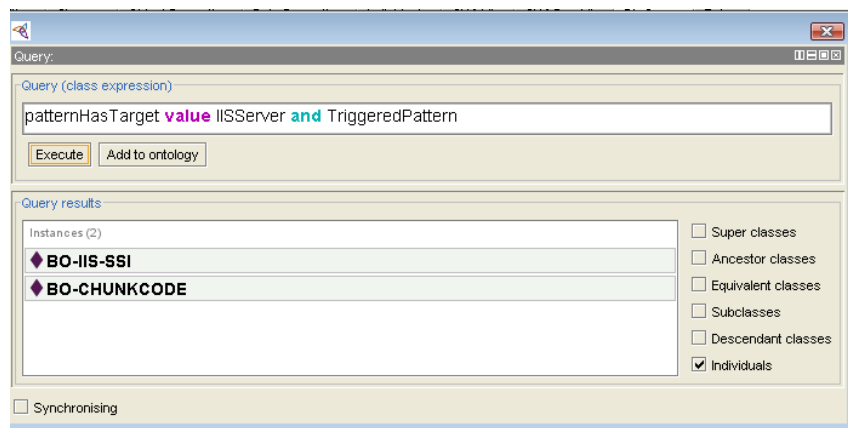 Query:
Query (class expression)
patternHasTarget value IISServer and TriggeredPattern
Execute Add to ontology
Query results
Instances (2)
BO-IIS-SSI
BO-CHUNKCODE
Super classes
Ancestor classes
Equivalent classes
Subclasses
Descendant classes
Individuals
Synchronising